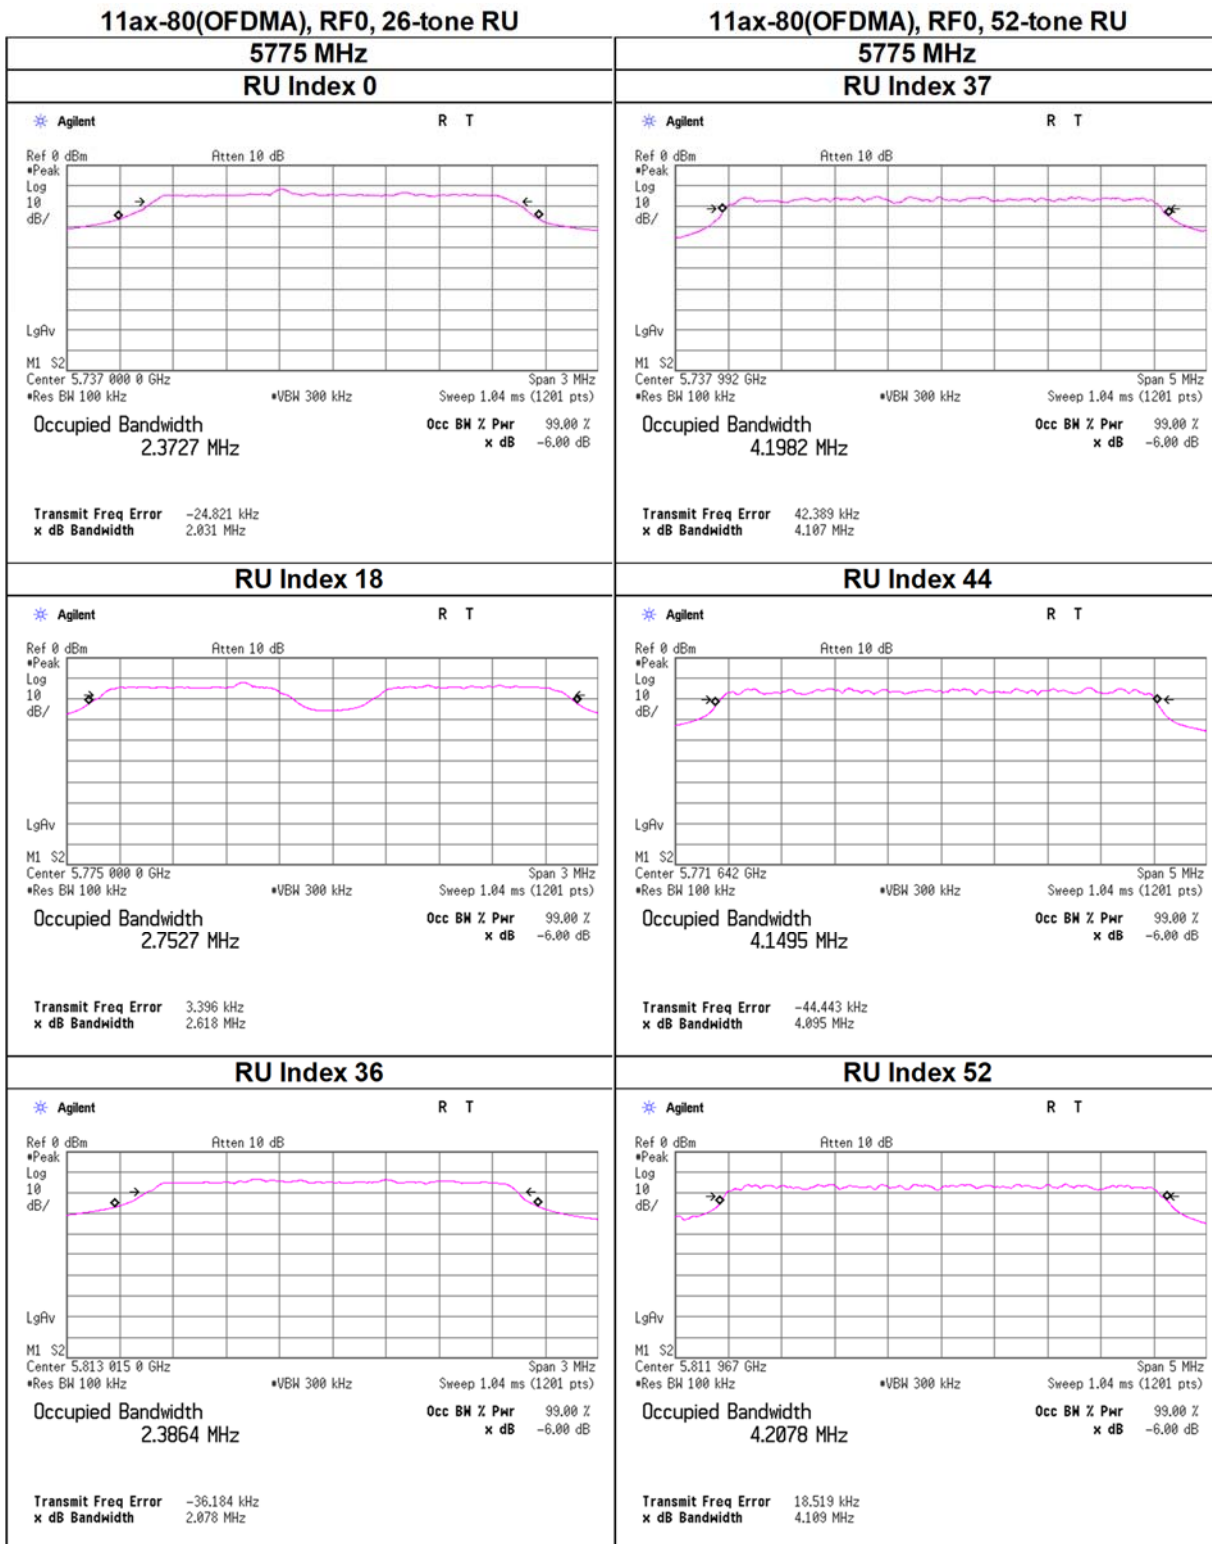 11ax-80(OFDMA), RF0, 26-tone RU
5775 MHz
RU Index 0
Agilent R T
Ref 0 dBm Atten 10 dB
#Peak
Log
10
dB/
LgAv
M1 S2
Center 5.737 000 0 GHz Span 3 MHz
#Res BW 100 kHz #VBW 300 kHz Sweep 1.04 ms (1201 pts)
Occupied Bandwidth Occ BW % Pwr 99.00 %
2.3727 MHz x dB -6.00 dB
Transmit Freq Error -24.821 kHz
x dB Bandwidth 2.031 MHz
RU Index 18
Agilent R T
Ref 0 dBm Atten 10 dB
#Peak
Log
10
dB/
LgAv
M1 S2
Center 5.775 000 0 GHz Span 3 MHz
#Res BW 100 kHz #VBW 300 kHz Sweep 1.04 ms (1201 pts)
Occupied Bandwidth Occ BW % Pwr 99.00 %
2.7527 MHz x dB -6.00 dB
Transmit Freq Error 3.396 kHz
x dB Bandwidth 2.618 MHz
RU Index 36
Agilent R T
Ref 0 dBm Atten 10 dB
#Peak
Log
10
dB/
LgAv
M1 S2
Center 5.813 015 0 GHz Span 3 MHz
#Res BW 100 kHz #VBW 300 kHz Sweep 1.04 ms (1201 pts)
Occupied Bandwidth Occ BW % Pwr 99.00 %
2.3864 MHz x dB -6.00 dB
Transmit Freq Error -36.184 kHz
x dB Bandwidth 2.078 MHz
11ax-80(OFDMA), RF0, 52-tone RU
5775 MHz
RU Index 37
Agilent R T
Ref 0 dBm Atten 10 dB
#Peak
Log
10
dB/
LgAv
M1 S2
Center 5.737 992 GHz Span 5 MHz
#Res BW 100 kHz #VBW 300 kHz Sweep 1.04 ms (1201 pts)
Occupied Bandwidth Occ BW % Pwr 99.00 %
4.1982 MHz x dB -6.00 dB
Transmit Freq Error 42.389 kHz
x dB Bandwidth 4.107 MHz
RU Index 44
Agilent R T
Ref 0 dBm Atten 10 dB
#Peak
Log
10
dB/
LgAv
M1 S2
Center 5.771 642 GHz Span 5 MHz
#Res BW 100 kHz #VBW 300 kHz Sweep 1.04 ms (1201 pts)
Occupied Bandwidth Occ BW % Pwr 99.00 %
4.1495 MHz x dB -6.00 dB
Transmit Freq Error -44.443 kHz
x dB Bandwidth 4.095 MHz
RU Index 52
Agilent R T
Ref 0 dBm Atten 10 dB
#Peak
Log
10
dB/
LgAv
M1 S2
Center 5.811 967 GHz Span 5 MHz
#Res BW 100 kHz #VBW 300 kHz Sweep 1.04 ms (1201 pts)
Occupied Bandwidth Occ BW % Pwr 99.00 %
4.2078 MHz x dB -6.00 dB
Transmit Freq Error 18.519 kHz
x dB Bandwidth 4.109 MHz